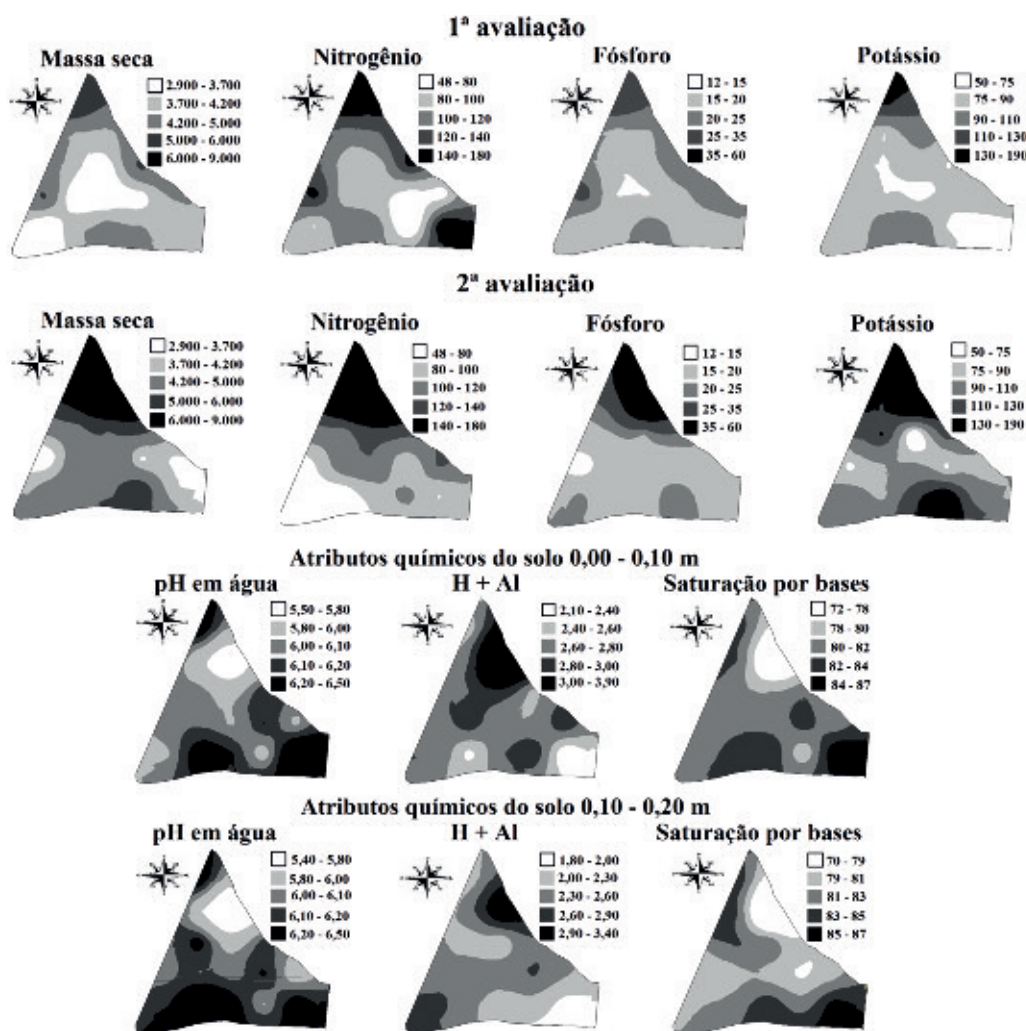 1ª avaliação
Massa seca
2.900 - 3.700
3.700 - 4.200
4.200 - 5.000
5.000 - 6.000
6.000 - 9.000
Nitrogênio
48 - 80
80 - 100
100 - 120
120 - 140
140 - 180
Fósforo
12 - 15
15 - 20
20 - 25
25 - 35
35 - 60
Potássio
50 - 75
75 - 90
90 - 110
110 - 130
130 - 190
2ª avaliação
Massa seca
2.900 - 3.700
3.700 - 4.200
4.200 - 5.000
5.000 - 6.000
6.000 - 9.000
Nitrogênio
48 - 80
80 - 100
100 - 120
120 - 140
140 - 180
Fósforo
12 - 15
15 - 20
20 - 25
25 - 35
35 - 60
Potássio
50 - 75
75 - 90
90 - 110
110 - 130
130 - 190
Atributos químicos do solo 0,00 - 0,10 m
pH em água
5,50 - 5,80
5,80 - 6,00
6,00 - 6,10
6,10 - 6,20
6,20 - 6,50
H + Al
2,10 - 2,40
2,40 - 2,60
2,60 - 2,80
2,80 - 3,00
3,00 - 3,90
Saturação por bases
72 - 78
78 - 80
80 - 82
82 - 84
84 - 87
Atributos químicos do solo 0,10 - 0,20 m
pH em água
5,40 - 5,80
5,80 - 6,00
6,00 - 6,10
6,10 - 6,20
6,20 - 6,50
H + Al
1,80 - 2,00
2,00 - 2,30
2,30 - 2,60
2,60 - 2,90
2,90 - 3,40
Saturação por bases
70 - 79
79 - 81
81 - 83
83 - 85
85 - 87